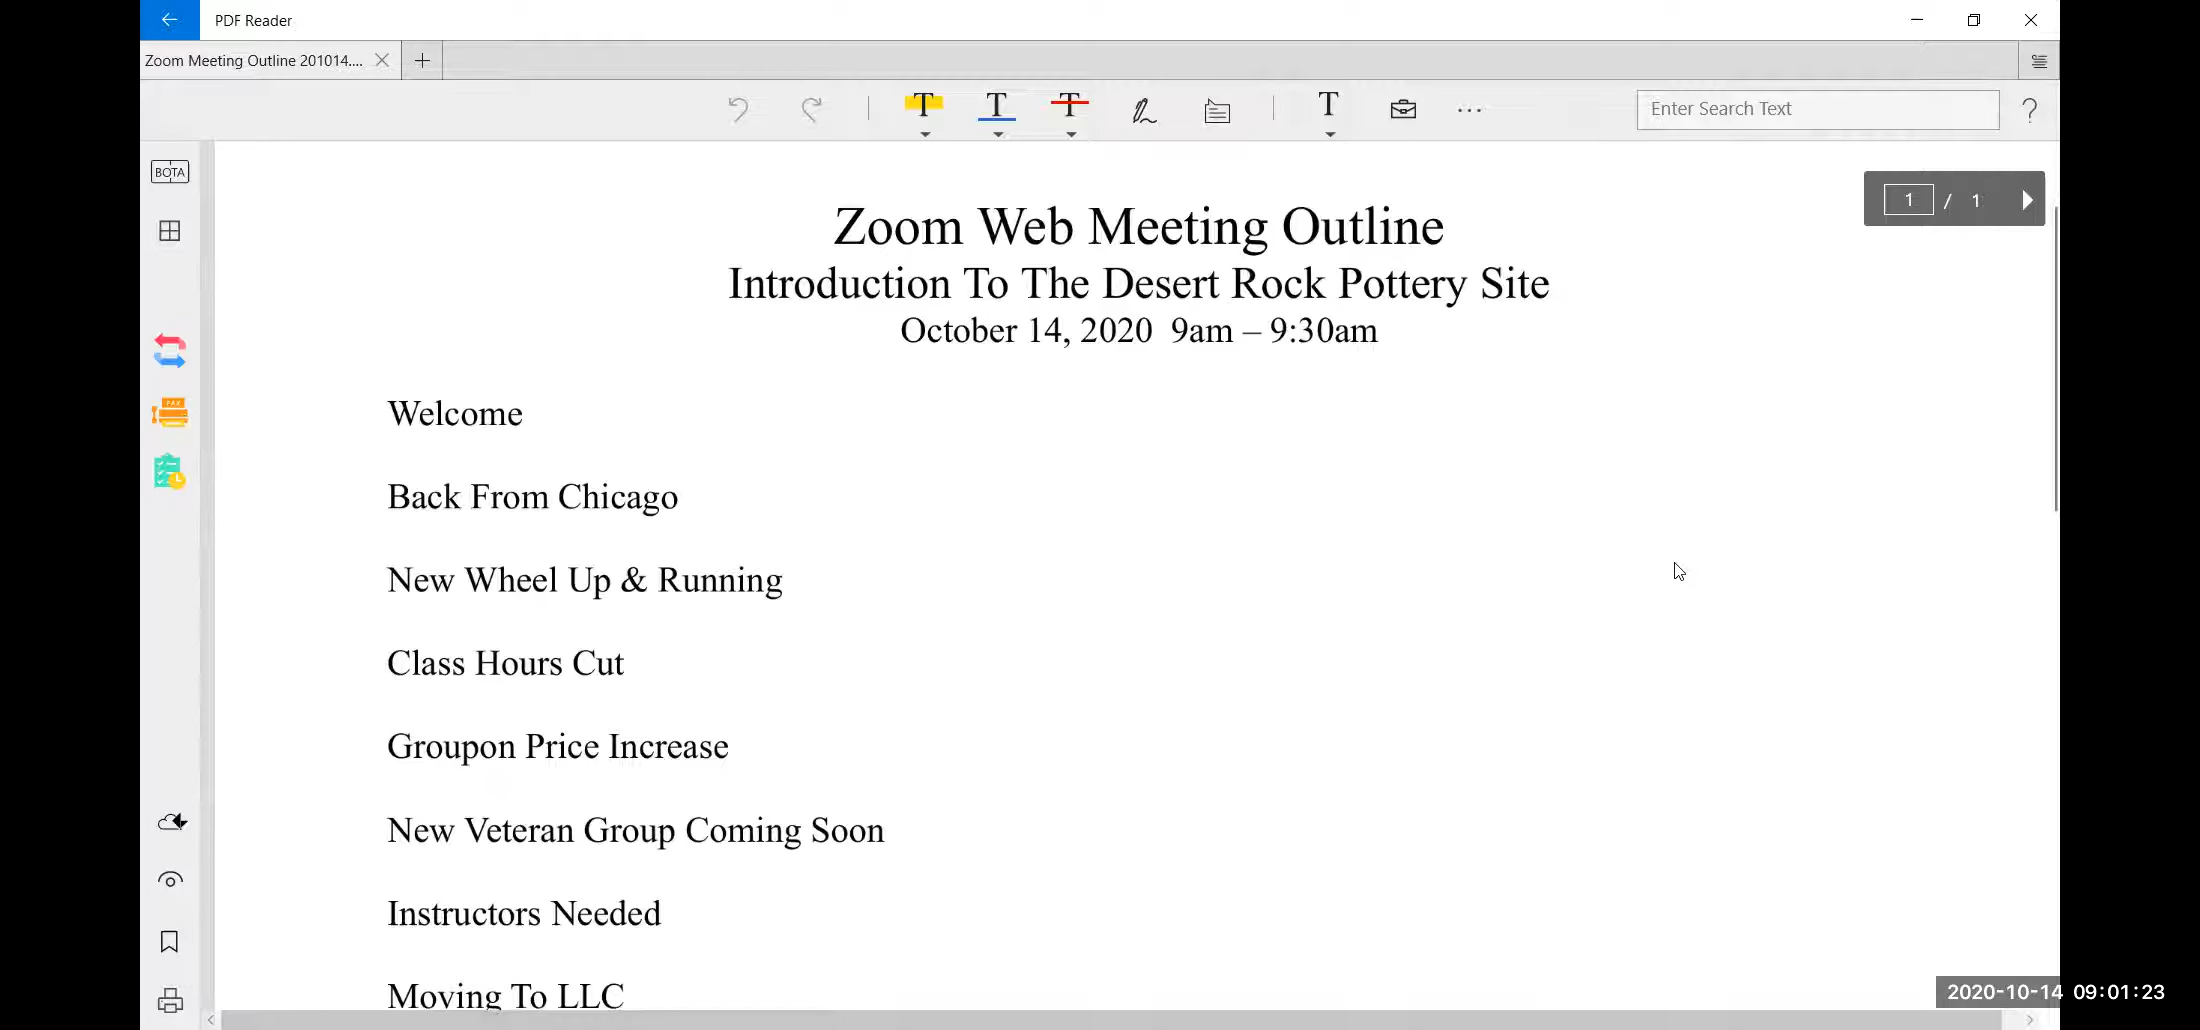 PDF Reader
Zoom Meeting Outline 201014....
T T T T
Enter Search Text
?
BOTA
1 / 1
Zoom Web Meeting Outline
Introduction To The Desert Rock Pottery Site
October 14, 2020 9am – 9:30am
Welcome
Back From Chicago
FAX
New Wheel Up & Running
Class Hours Cut
Groupon Price Increase
New Veteran Group Coming Soon
Instructors Needed
Moving To LLC
2020-10-14 09:01:23